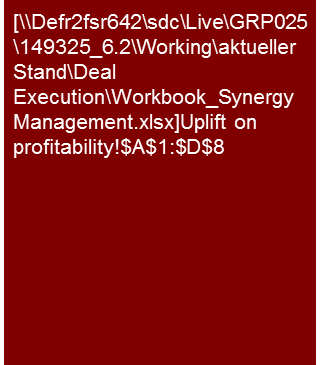 [\\Defr2fsr642\sdc\Live\GRP025
\149325_6.2\Working\aktueller
Stand\Deal
Execution\Workbook_Synergy
Management.xlsx]Uplift on
profitability!$A$1:$D$8